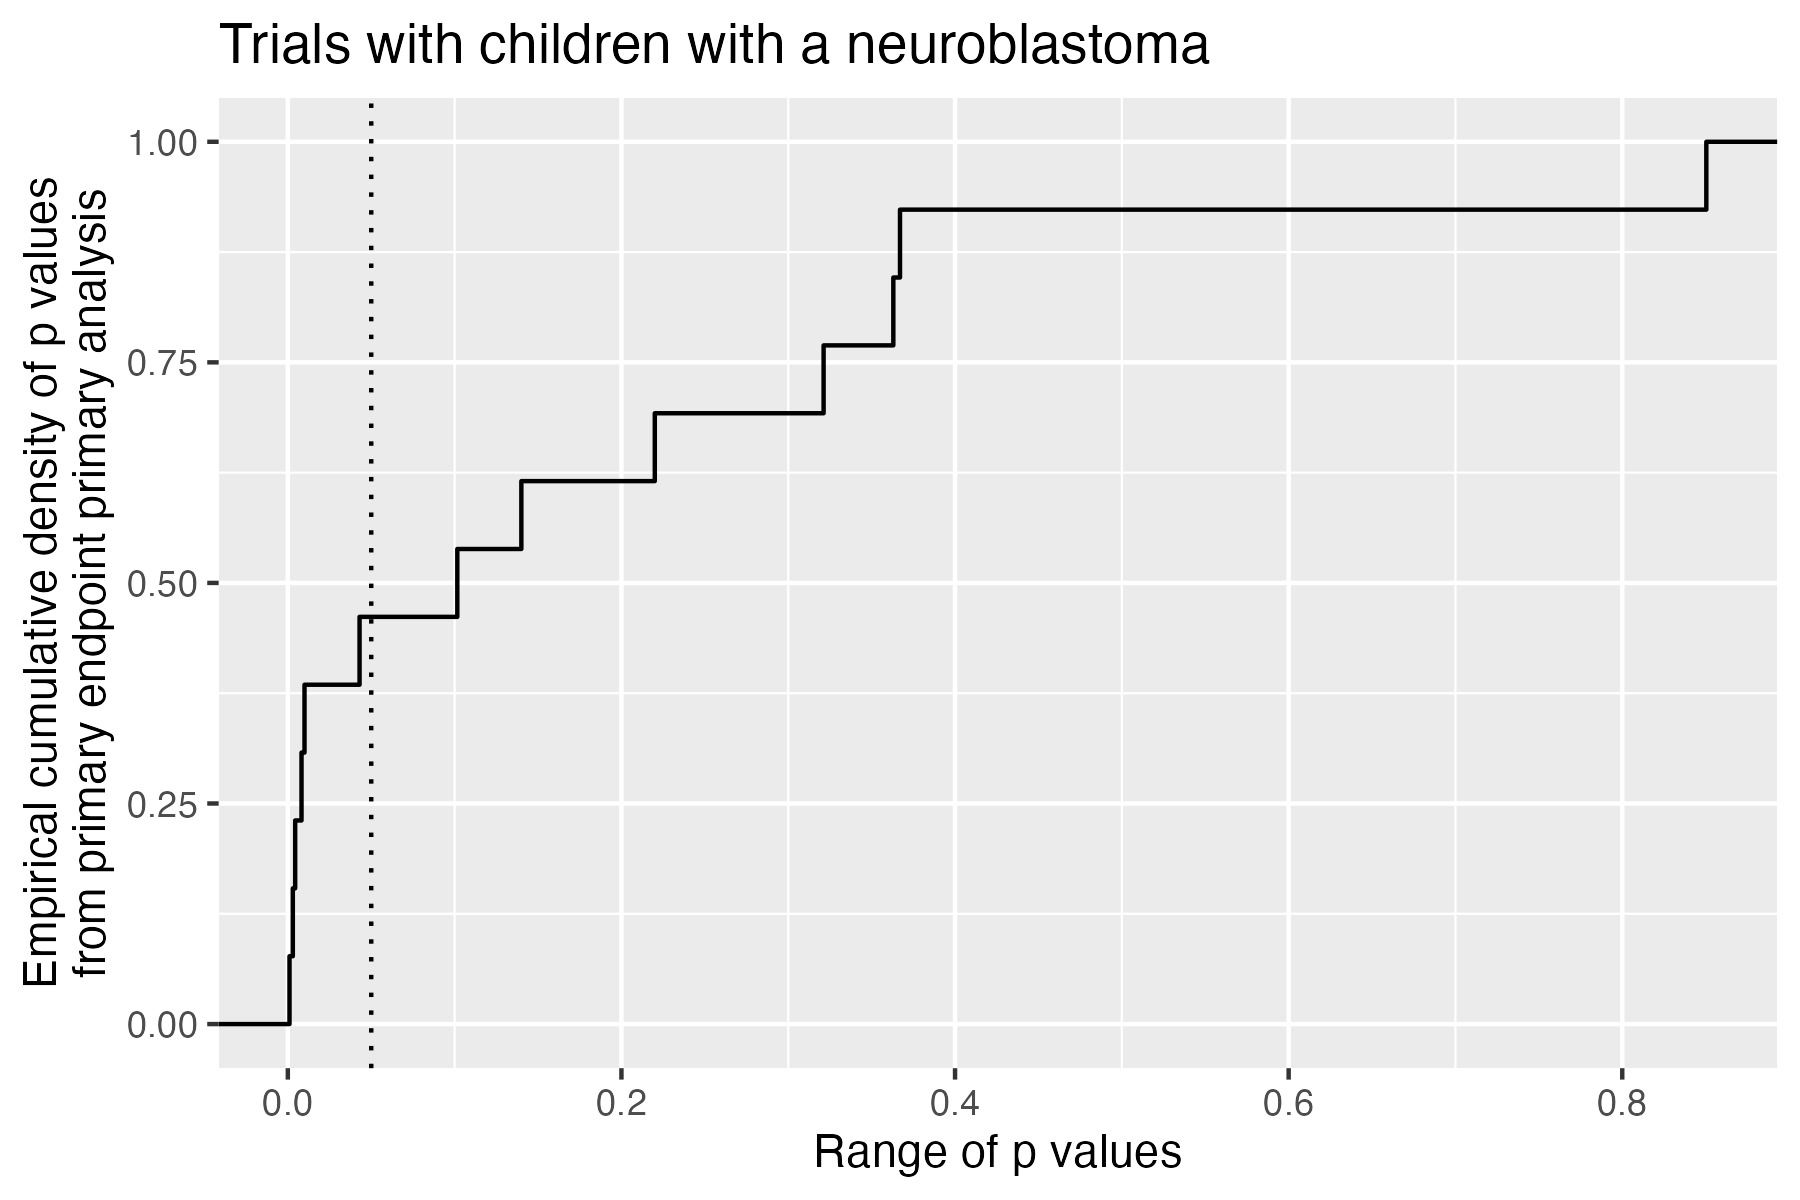 Trials with children with a neuroblastoma
Empirical cumulative density of p values
from primary endpoint primary analysis
1.00
0.75
0.50
0.25
0.00
0.0
0.2
0.4
0.6
0.8
Range of p values